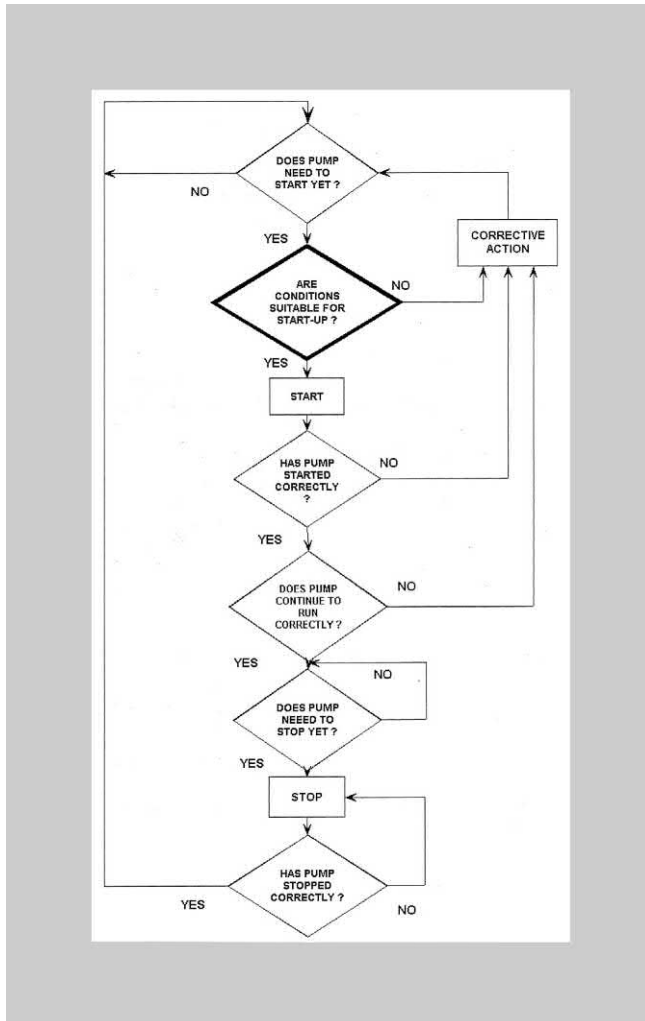 DOES PUMP
NEED TO
START YET ?
NO
YES
CORRECTIVE
ACTION
ARE
CONDITIONS
SUITABLE FOR
START-UP ?
NO
YES
START
HAS PUMP
STARTED
CORRECTLY
?
NO
YES
DOES PUMP
CONTINUE TO
RUN
CORRECTLY ?
NO
YES
NO
DOES PUMP
NEEED TO
STOP YET ?
YES
STOP
HAS PUMP
STOPPED
CORRECTLY ?
YES
NO